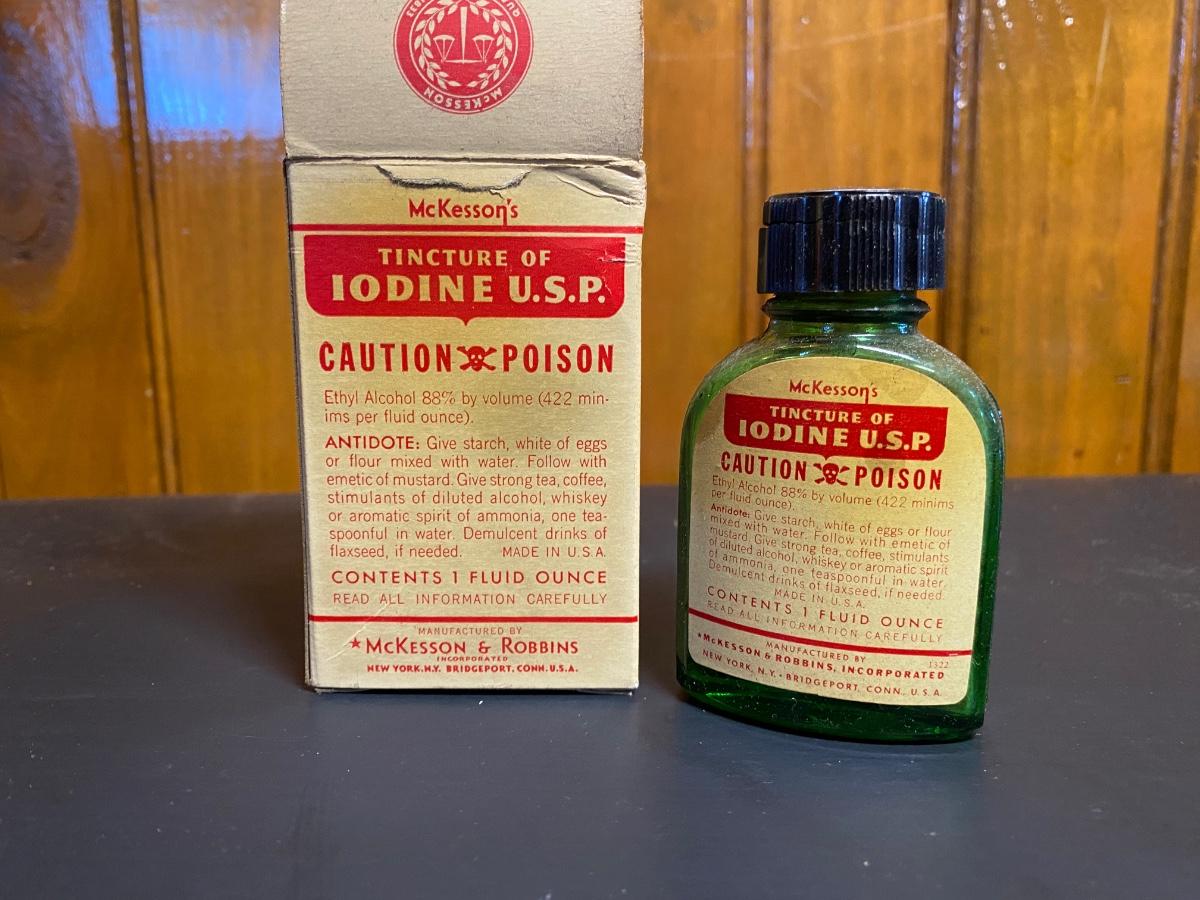 QUI 1833
McKESSON
McKesson's
TINCTURE OF
IODINE U.S.P.
CAUTION POISON
Ethyl Alcohol 88% by volume (422 min-
ims per fluid ounce).
ANTIDOTE: Give starch, white of eggs
or flour mixed with water. Follow with
emetic of mustard. Give strong tea, coffee,
stimulants of diluted alcohol, whiskey
or aromatic spirit of ammonia, one tea-
spoonful in water. Demulcent drinks of
flaxseed, if needed. MADE IN U.S.A.
CONTENTS 1 FLUID OUNCE
READ ALL INFORMATION CAREFULLY
MANUFACTURED BY
★McKESSON & ROBBINS
INCORPORATED
NEW YORK, N.Y. BRIDGEPORT, CONN. U.S.A.
McKesson's
TINCTURE OF
IODINE U.S.P.
CAUTION POISON
Ethyl Alcohol 88% by volume (422 minims
per fluid ounce).
Antidote: Give starch, white of eggs or flour
mixed with water. Follow with emetic of
mustard. Give strong tea, coffee, stimulants
of diluted alcohol, whiskey or aromatic spirit
of ammonia, one teaspoonful in water.
Demulcent drinks of flaxseed, if needed.
MADE IN U.S.A.
CONTENTS 1 FLUID OUNCE
READ ALL INFORMATION CAREFULLY
MANUFACTURED BY 1322
★McKESSON & ROBBINS, INCORPORATED
NEW YORK, N.Y. • BRIDGEPORT, CONN. U.S.A.